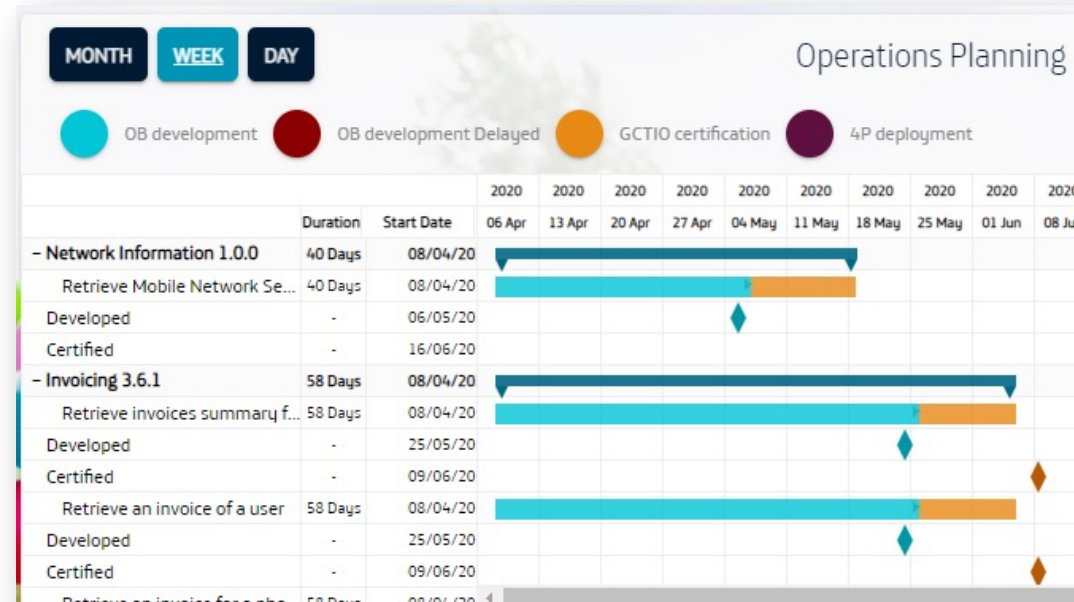 MONTH WEEK DAY Operations Planning
OB development OB development Delayed GCTIO certification 4P deployment
2020 2020 2020 2020 2020 2020 2020 2020 2020 2020
Duration Start Date 06 Apr 13 Apr 20 Apr 27 Apr 04 May 11 May 18 May 25 May 01 Jun 08
– Network Information 1.0.0 40 Days 08/04/20
Retrieve Mobile Network Se... 40 Days 08/04/20
Developed - 06/05/20
Certified - 16/06/20
– Invoicing 3.6.1 58 Days 08/04/20
Retrieve invoices summary f... 58 Days 08/04/20
Developed - 25/05/20
Certified - 09/06/20
Retrieve an invoice of a user 58 Days 08/04/20
Developed - 25/05/20
Certified - 09/06/20